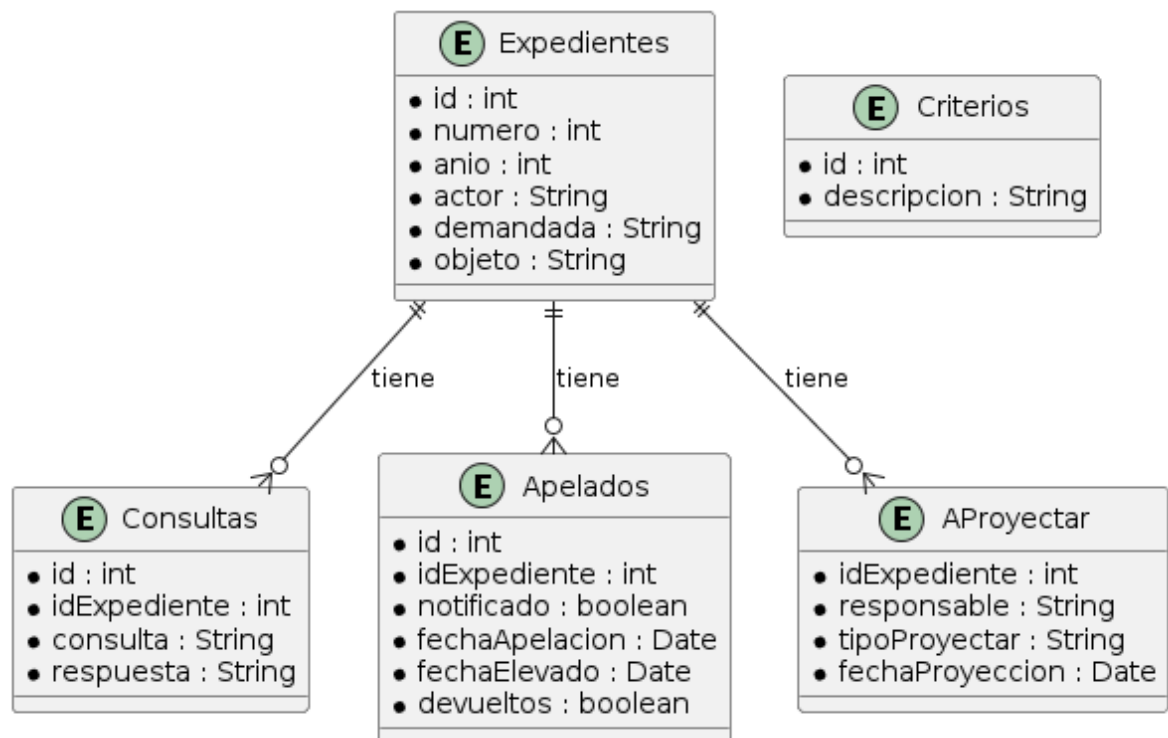 E Expedientes
id : int
numero : int
anio : int
actor : String
demandada : String
objeto : String
E Criterios
id : int
descripcion : String
tiene
tiene
tiene
E Consultas
id : int
idExpediente : int
consulta : String
respuesta : String
E Apelados
id : int
idExpediente : int
notificado : boolean
fechaApelacion : Date
fechaElevado : Date
devueltos : boolean
E AProyectar
idExpediente : int
responsable : String
tipoProyectar : String
fechaProyeccion : Date